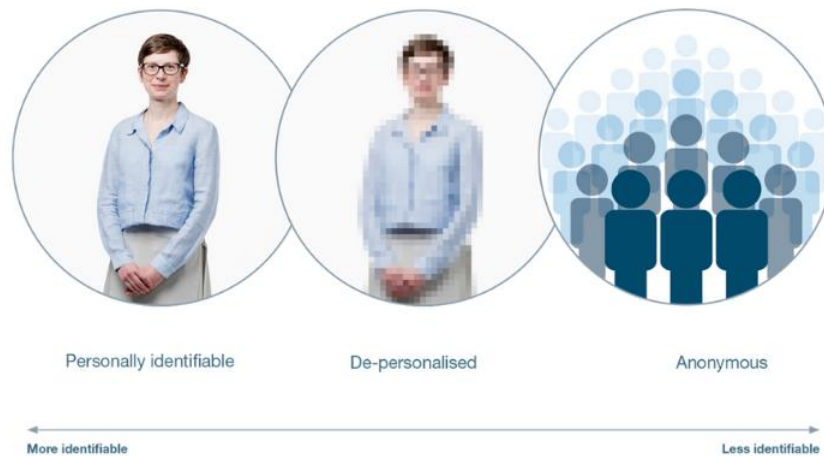 Personally identifiable
De-personalised
Anonymous
More identifiable
Less identifiable